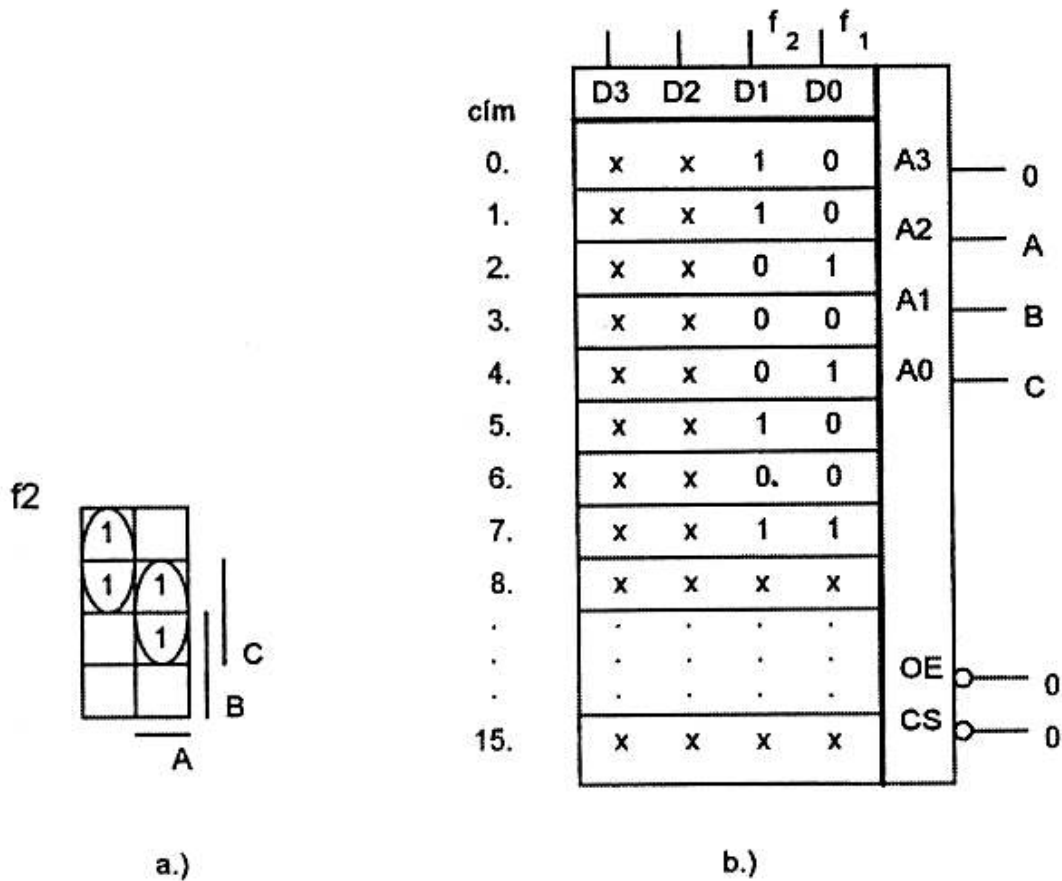 f2
1
1 1
1
C
B
A
a.)
f 2 f 1
cím D3 D2 D1 D0
0. x x 1 0 A3 0
1. x x 1 0 A2 A
2. x x 0 1
3. x x 0 0 A1 B
4. x x 0 1 A0 C
5. x x 1 0
6. x x 0. 0
7. x x 1 1
8. x x x x
. . . . .
. . . . . OE 0
. . . . .
15. x x x x CS 0
b.)